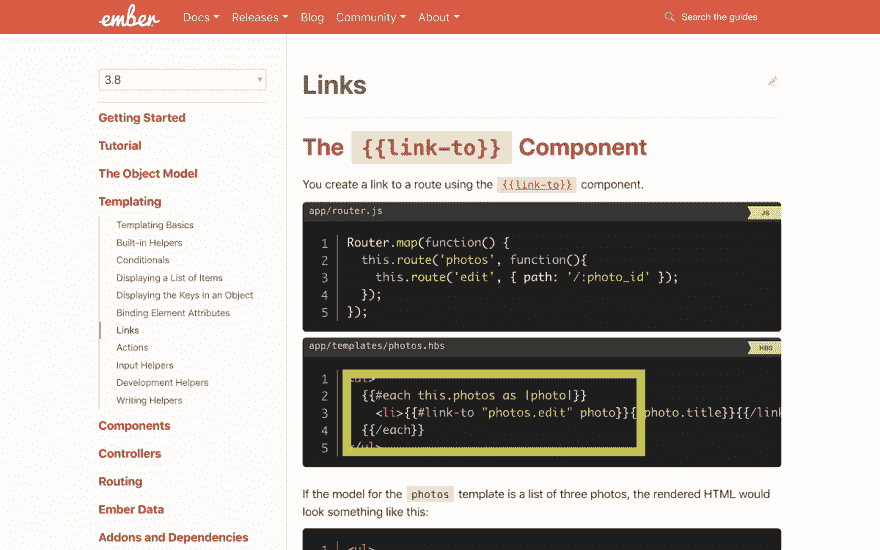 ember Docs Releases Blog Community About Search the guides
3.8
Getting Started
Tutorial
The Object Model
Templating
Templating Basics
Built-in Helpers
Conditionals
Displaying a List of Items
Displaying the Keys in an Object
Binding Element Attributes
Links
Actions
Input Helpers
Development Helpers
Writing Helpers
Components
Controllers
Routing
Ember Data
Addons and Dependencies
Links
The {{link-to}} Component
You create a link to a route using the {{link-to}} component.
app/router.js JS
1 Router.map(function() {
2 this.route('photos', function(){
3 this.route('edit', { path: '/:photo_id' });
4 });
5 });
app/templates/photos.hbs HBS
1 <ul>
2 {{#each this.photos as |photo|}}
3 <li>{{#link-to "photos.edit" photo}}{ photo.title}}{{/link
4 {{/each}}
5 </ul>
If the model for the photos template is a list of three photos, the rendered HTML would
look something like this:
1 <ul>